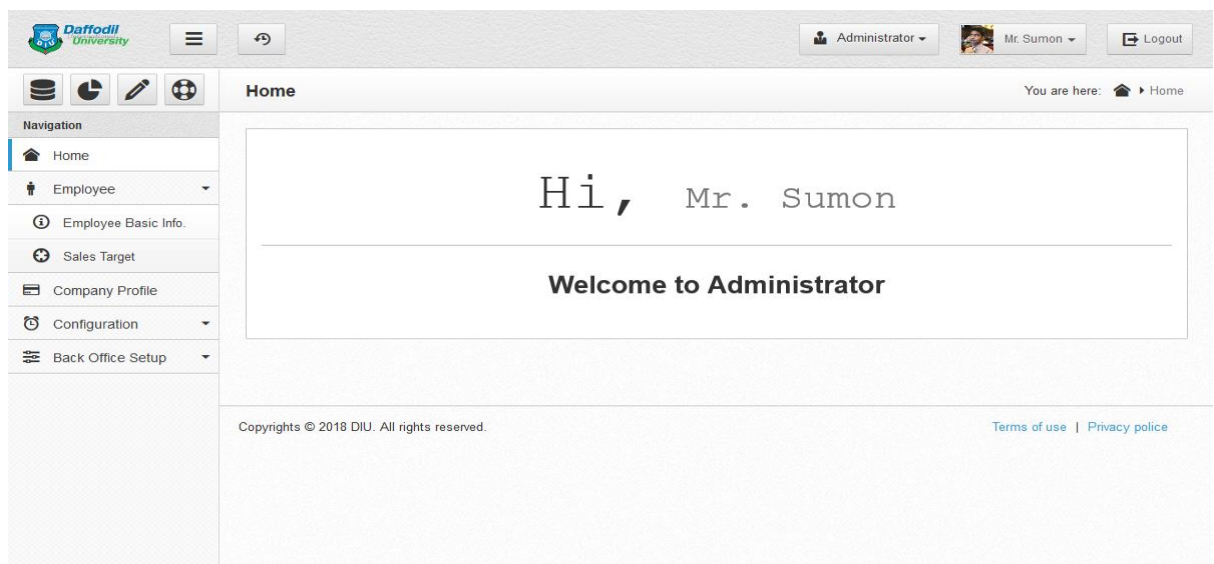 Daffodil
University
DIU
Administrator
Mr. Sumon
Logout
Home
You are here: Home
Navigation
Home
Employee
Employee Basic Info.
Sales Target
Company Profile
Configuration
Back Office Setup
Hi, Mr. Sumon
Welcome to Administrator
Copyrights © 2018 DIU. All rights reserved.
Terms of use | Privacy police